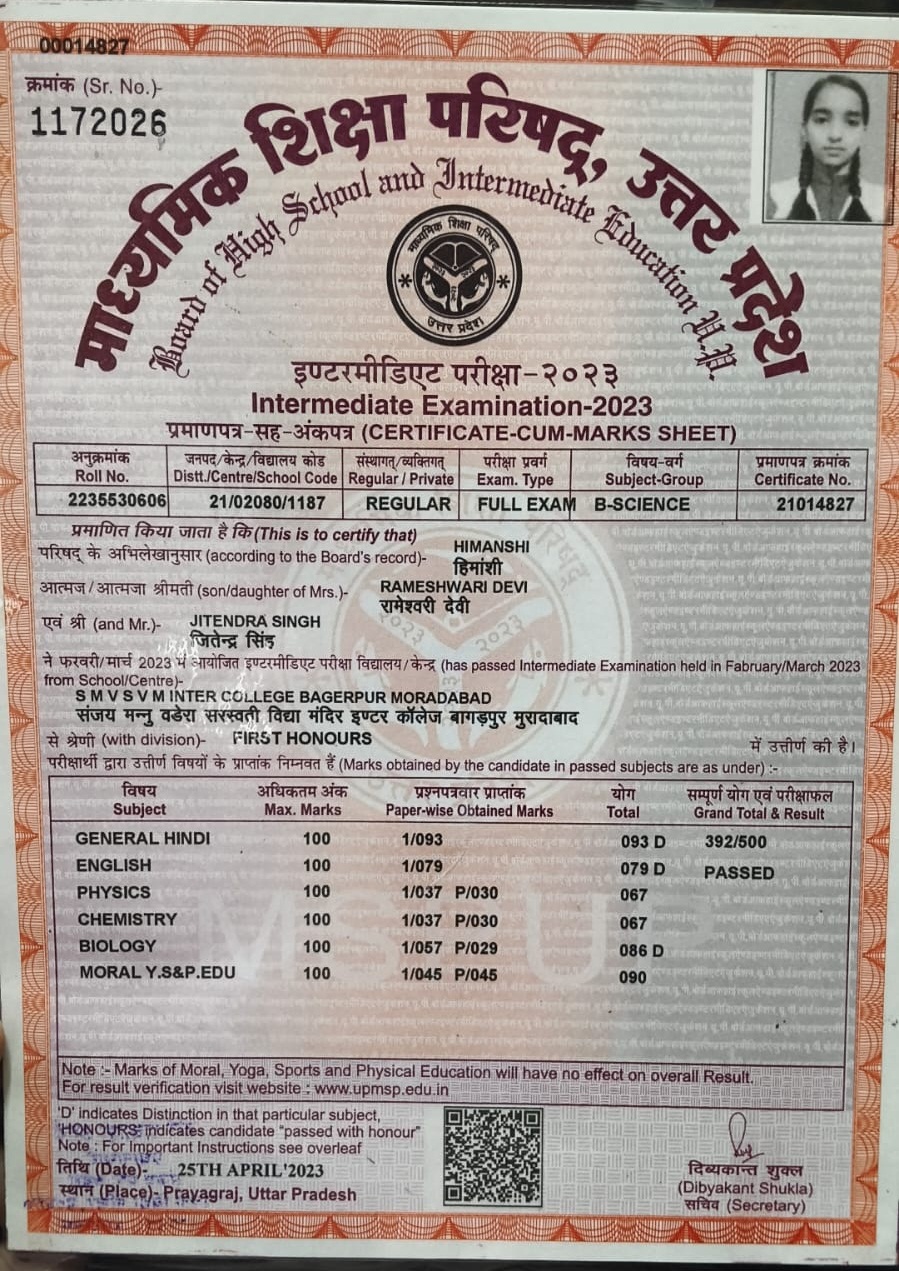 00014827
क्रमांक (Sr. No.)-
1172026
माध्यमिक शिक्षा परिषद्, उत्तर प्रदेश
Board of High School and Intermediate Education U.P.
माध्यमिक शिक्षा परिषद्
उत्तर प्रदेश
इण्टरमीडिएट परीक्षा-२०२३
Intermediate Examination-2023
प्रमाणपत्र-सह-अंकपत्र (CERTIFICATE-CUM-MARKS SHEET)
अनुक्रमांक जनपद/केन्द्र/विद्यालय कोड संस्थागत्/व्यक्तिगत् परीक्षा प्रवर्ग विषय-वर्ग प्रमाणपत्र क्रमांक
Roll No. Distt./Centre/School Code Regular / Private Exam. Type Subject-Group Certificate No.
2235530606 21/02080/1187 REGULAR FULL EXAM B-SCIENCE 21014827
प्रमाणित किया जाता है कि (This is to certify that)
परिषद् के अभिलेखानुसार (according to the Board's record)- HIMANSHI
हिमांशी
आत्मज/आत्मजा श्रीमती (son/daughter of Mrs.)- RAMESHWARI DEVI
रामेश्वरी देवी
एवं श्री (and Mr.)- JITENDRA SINGH
जितेन्द्र सिंह
ने फरवरी/मार्च 2023 में आयोजित इण्टरमीडिएट परीक्षा विद्यालय/केन्द्र (has passed Intermediate Examination held in Fabruary/March 2023
from School/Centre)-
S M V S V M INTER COLLEGE BAGERPUR MORADABAD
संजय मन्नु वडेरा सरस्वती विद्या मंदिर इण्टर कॉलेज बागड़पुर मुरादाबाद
से श्रेणी (with division)- FIRST HONOURS में उत्तीर्ण की है।
परीक्षार्थी द्वारा उत्तीर्ण विषयों के प्राप्तांक निम्नवत हैं (Marks obtained by the candidate in passed subjects are as under) :-
विषय अधिकतम अंक प्रश्नपत्रवार प्राप्तांक योग सम्पूर्ण योग एवं परीक्षाफल
Subject Max. Marks Paper-wise Obtained Marks Total Grand Total & Result
GENERAL HINDI 100 1/093 093 D 392/500
ENGLISH 100 1/079 079 D PASSED
PHYSICS 100 1/037 P/030 067
CHEMISTRY 100 1/037 P/030 067
BIOLOGY 100 1/057 P/029 086 D
MORAL Y.S&P.EDU 100 1/045 P/045 090
Note :- Marks of Moral, Yoga, Sports and Physical Education will have no effect on overall Result.
For result verification visit website : www.upmsp.edu.in
'D' indicates Distinction in that particular subject,
'HONOURS' indicates candidate "passed with honour"
Note : For Important Instructions see overleaf
तिथि (Date)- 25TH APRIL'2023
स्थान (Place)- Prayagraj, Uttar Pradesh
दिब्यकान्त शुक्ल
(Dibyakant Shukla)
सचिव (Secretary)